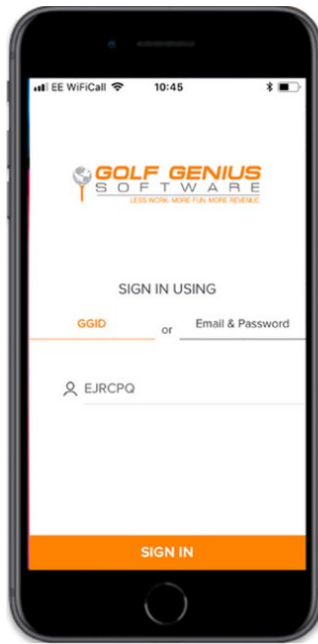 EE WiFiCall 10:45
GOLF GENIUS
SOFTWARE
LESS WORK. MORE FUN. MORE REVENUE.
SIGN IN USING
GGID or Email & Password
EJRCPQ
SIGN IN